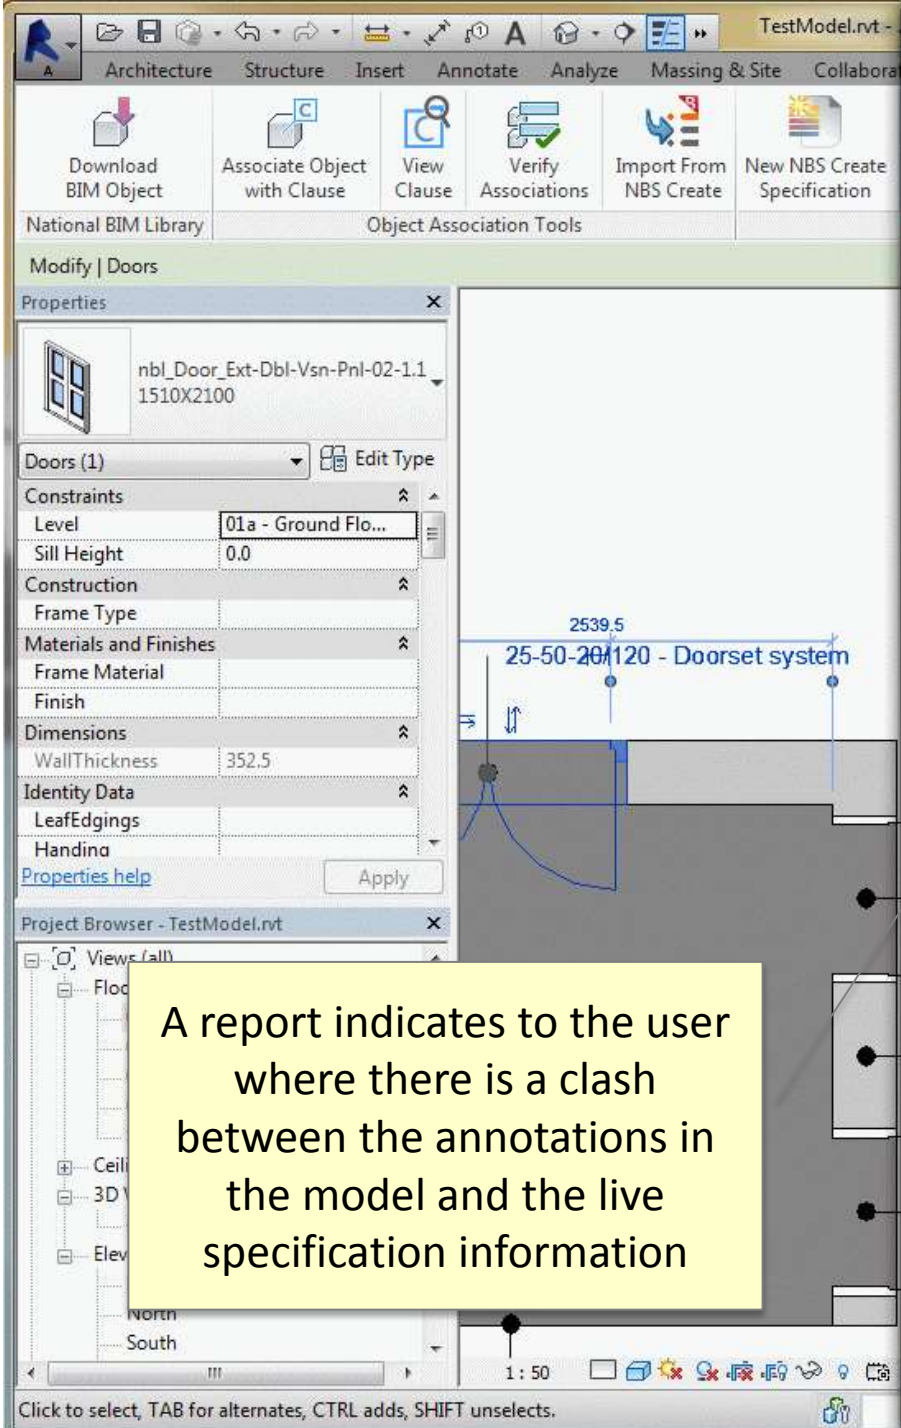 TestModel.rvt -
Architecture Structure Insert Annotate Analyze Massing & Site Collabora
Download BIM Object
Associate Object with Clause
View Clause
Verify Associations
Import From NBS Create
New NBS Create Specification
National BIM Library
Object Association Tools
Modify | Doors
Properties
nbl_Door_Ext-Dbl-Vsn-Pnl-02-1.1
1510X2100
Doors (1)
Edit Type
Constraints
Level 01a - Ground Flo...
Sill Height 0.0
Construction
Frame Type
Materials and Finishes
Frame Material
Finish
Dimensions
WallThickness 352.5
Identity Data
LeafEdgings
Handing
Properties help
Apply
2539.5
25-50-20/120 - Doorset system
Project Browser - TestModel.rvt
Views (all)
Floo
Ceili
3D
Elev
North
South
A report indicates to the user
where there is a clash
between the annotations in
the model and the live
specification information
1 : 50
Click to select, TAB for alternates, CTRL adds, SHIFT unselects.